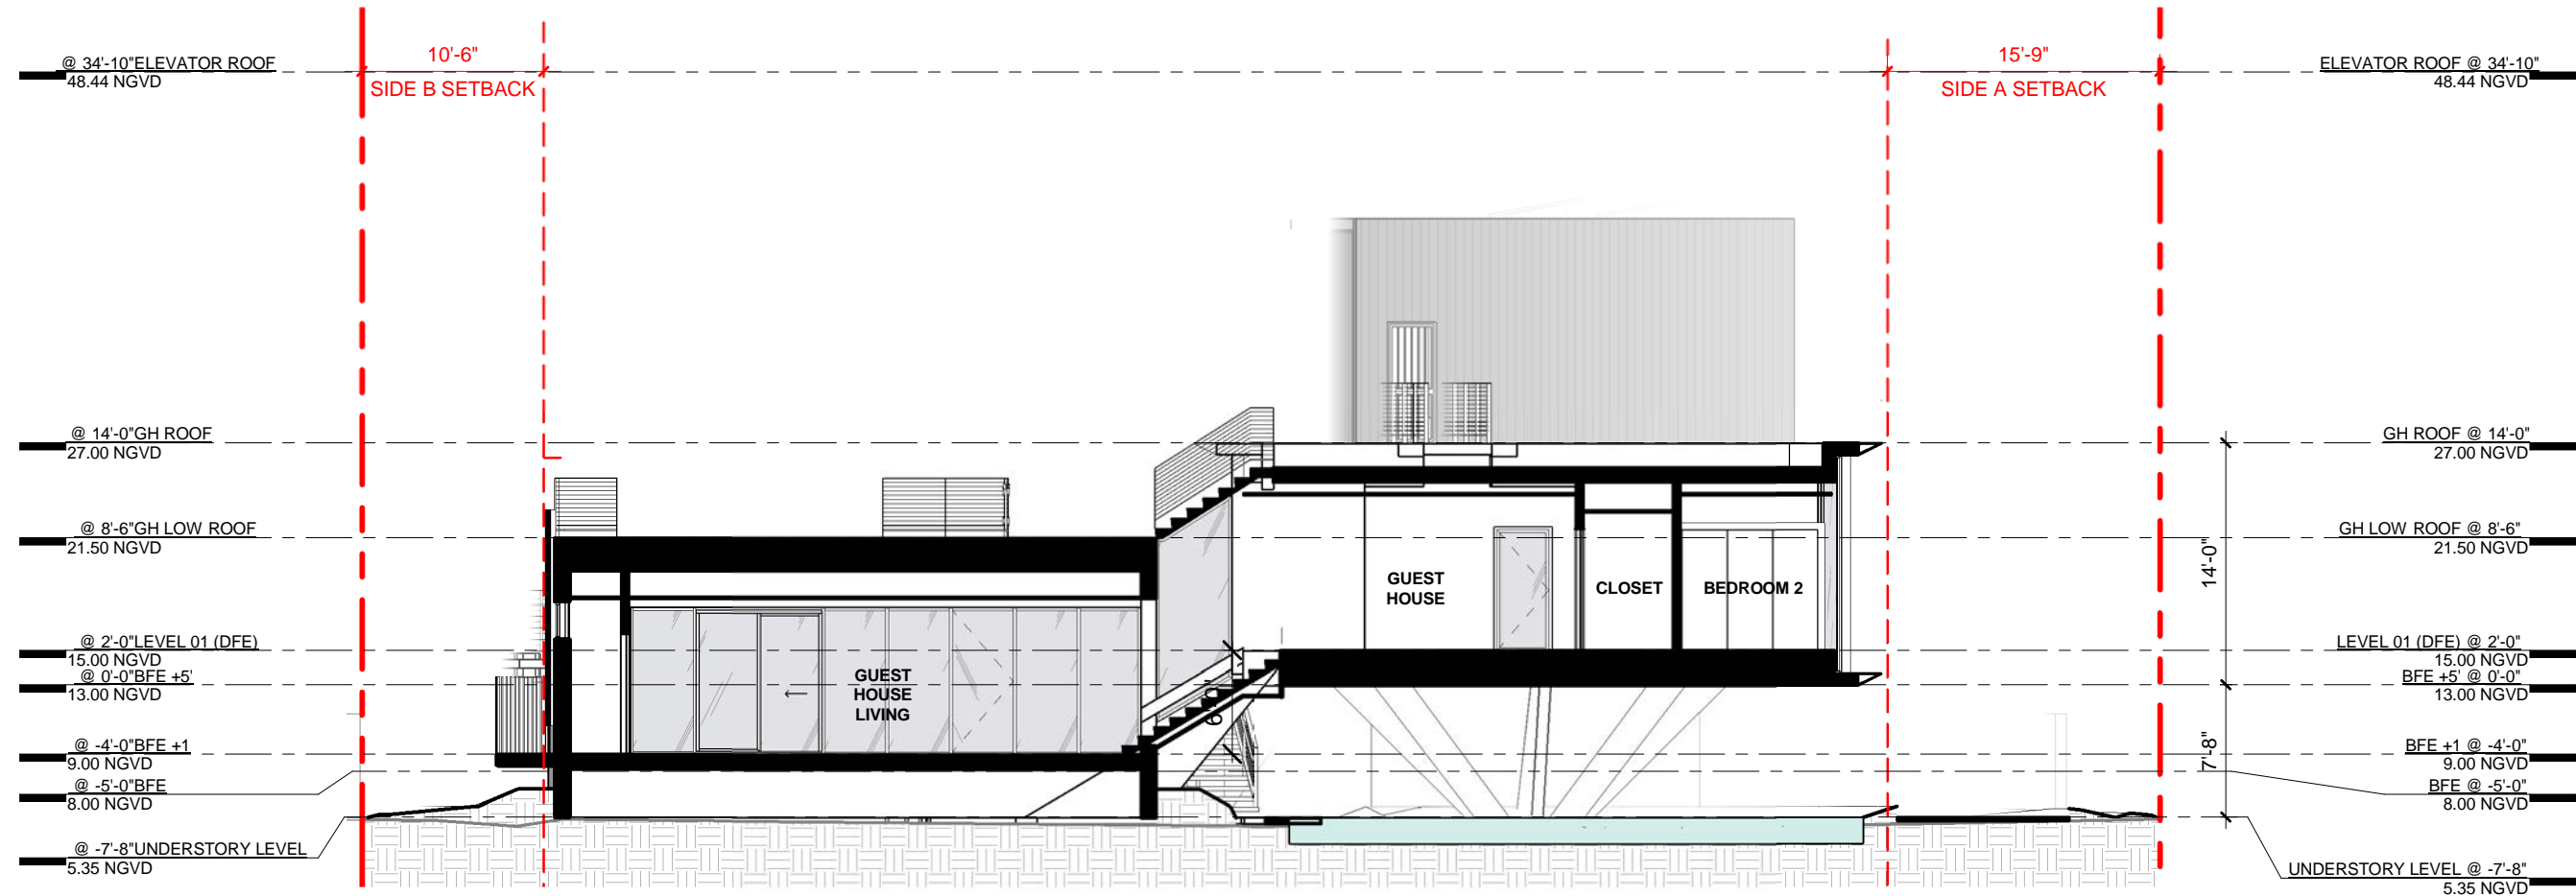 10'-6"
15'-9"
@ 34'-10"ELEVATOR ROOF
ELEVATOR ROOF @ 34'-10"
48.44 NGVD
48.44 NGVD
SIDE B SETBACK
SIDE A SETBACK
@ 14'-0"GH ROOF
GH ROOF @ 14'-0"
27.00 NGVD
27.00 NGVD
@ 8'-6"GH LOW ROOF
GH LOW ROOF @ 8'-6"
21.50 NGVD
21.50 NGVD
14'-0"
GUEST
HOUSE
CLOSET
BEDROOM 2
@ 2'-0"LEVEL 01 (DFE)
LEVEL 01 (DFE) @ 2'-0"
15.00 NGVD
15.00 NGVD
@ 0'-0"BFE +5'
BFE +5' @ 0'-0"
13.00 NGVD
13.00 NGVD
GUEST
HOUSE
LIVING
7'-8"
@ -4'-0"BFE +1
BFE +1 @ -4'-0"
9.00 NGVD
9.00 NGVD
@ -5'-0"BFE
BFE @ -5'-0"
8.00 NGVD
8.00 NGVD
@ -7'-8"UNDERSTORY LEVEL
UNDERSTORY LEVEL @ -7'-8"
5.35 NGVD
5.35 NGVD